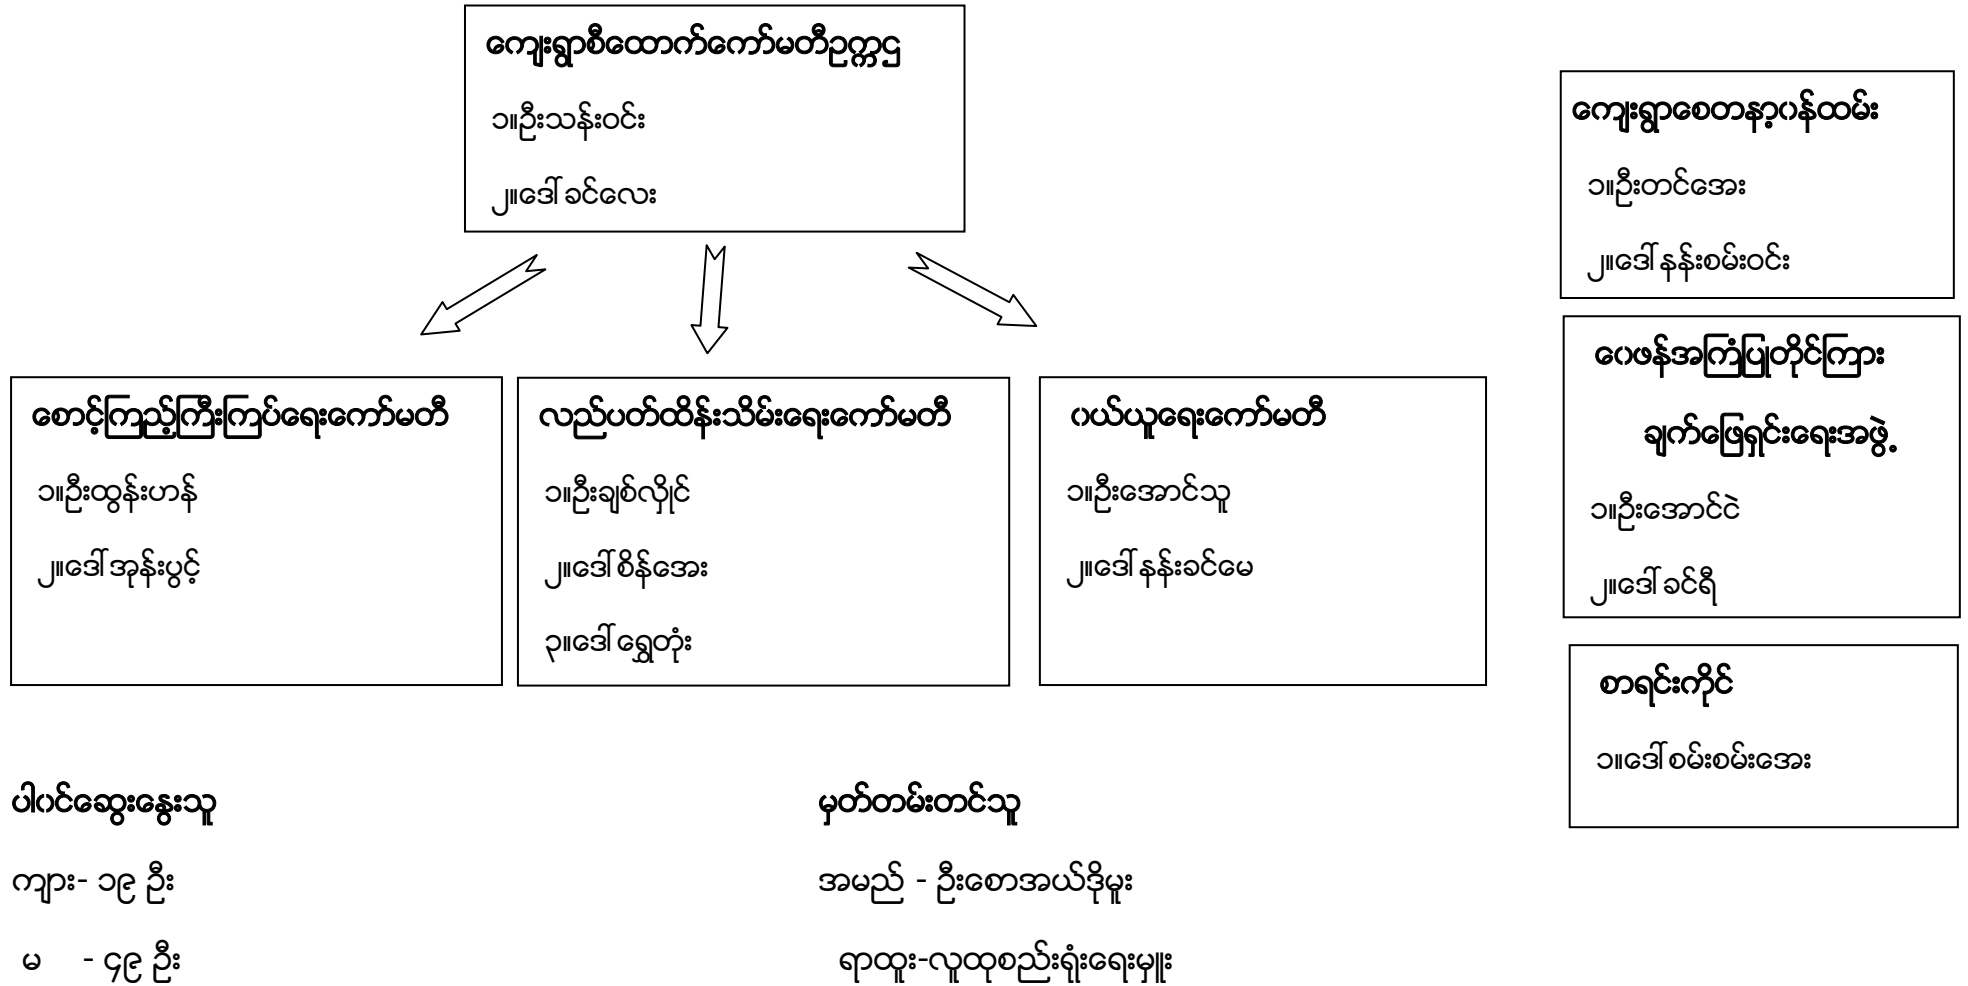 ကျေးရွာစီထောက်ကော်မတီဥက္ကဌ
၁။ဦးသန်းဝင်း
၂။ဒေါ်ခင်လေး
ကျေးရွာစေတနာ့ဂန်ထမ်း
၁။ဦးတင်အေး
၂။ဒေါ်နန်းစမ်းဝင်း
ဂေဖန်အကြံပြုတိုင်ကြား
ချက်ဖြေရှင်းရေးအဖွဲ့
၁။ဦးအောင်ငဲ
၂။ဒေါ်ခင်ရီ
စာရင်းကိုင်
၁။ဒေါ်စမ်းစမ်းအေး
စောင့်ကြည့်ကြီးကြပ်ရေးကော်မတီ
၁။ဦးထွန်းဟန်
၂။ဒေါ်အုန်းပွင့်
လည်ပတ်ထိန်းသိမ်းရေးကော်မတီ
၁။ဦးချစ်လှိုင်
၂။ဒေါ်စိန်အေး
၃။ဒေါ်ရွှေတုံး
ဂယ်ယူရေးကော်မတီ
၁။ဦးအောင်သူ
၂။ဒေါ်နန်းခင်မေ
ပါဂင်ဆွေးနွေးသူ
ကျား- ၁၉ ဦး
မ - ၄၉ ဦး
မှတ်တမ်းတင်သူ
အမည် - ဦးစောအယ်ဒိုမူး
ရာထူး-လူထုစည်းရုံးရေးမှူး